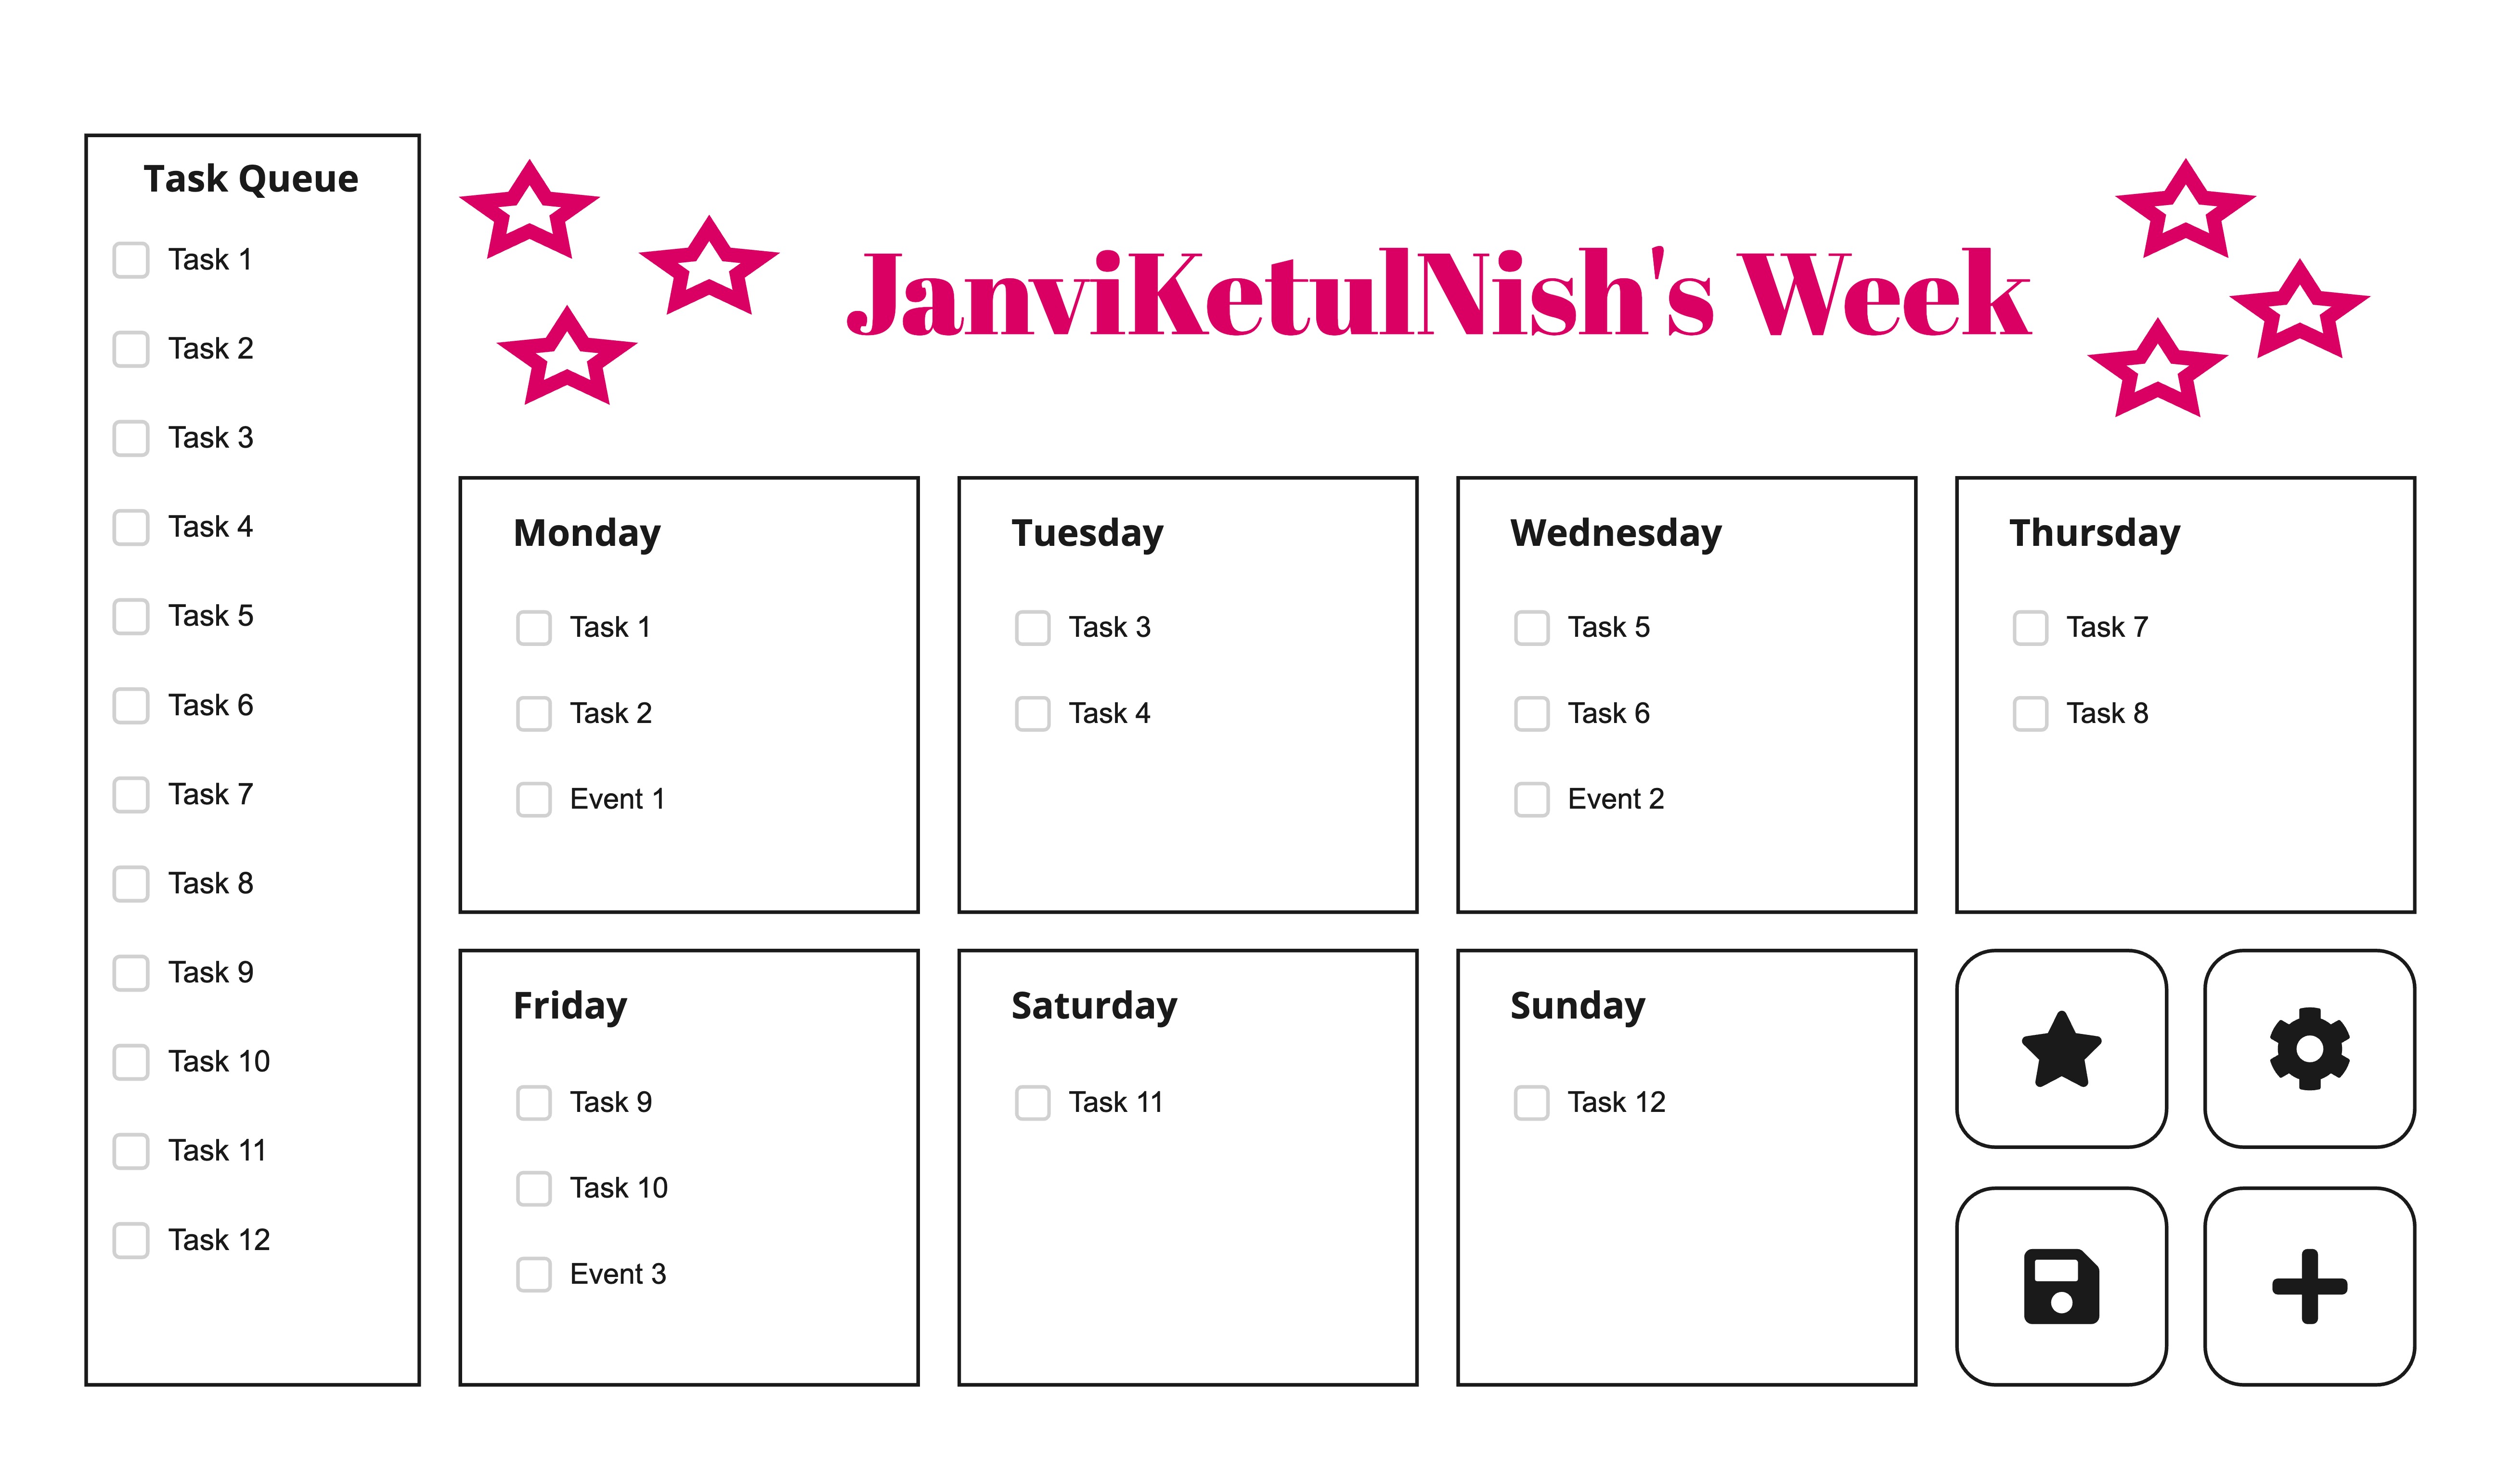 Task Queue
Task 1
Task 2
Task 3
Task 4
Task 5
Task 6
Task 7
Task 8
Task 9
Task 10
Task 11
Task 12
JanviKetulNish's Week
Monday
Task 1
Task 2
Event 1
Tuesday
Task 3
Task 4
Wednesday
Task 5
Task 6
Event 2
Thursday
Task 7
Task 8
Friday
Task 9
Task 10
Event 3
Saturday
Task 11
Sunday
Task 12